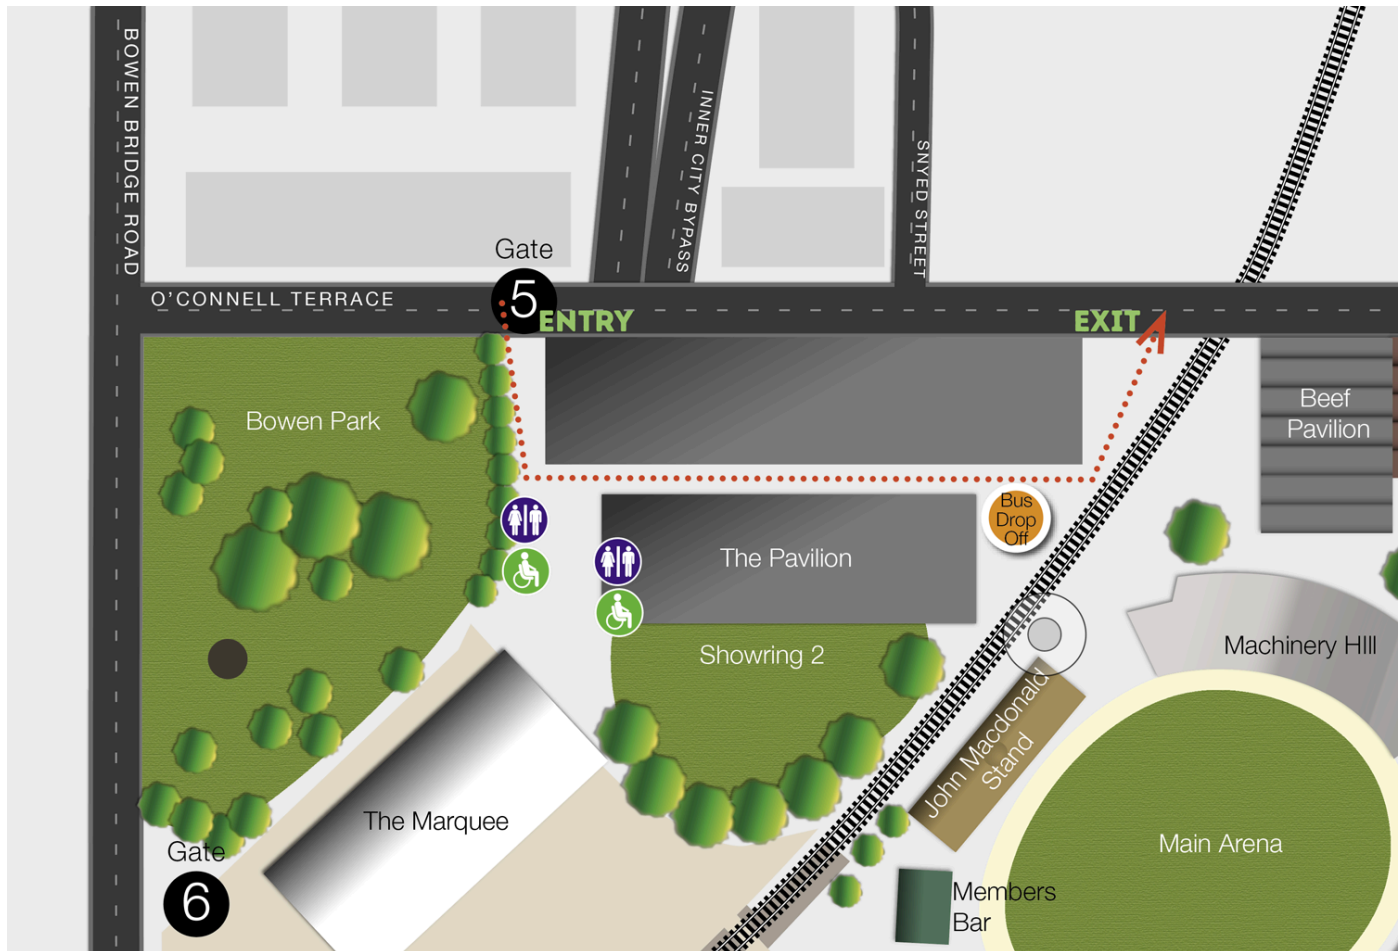 BOWEN BRIDGE ROAD
INNER CITY BYPASS
SNYED STREET
Gate
5
O'CONNELL TERRACE
ENTRY
EXIT
Bowen Park
Beef
Pavilion
Bus
Drop
Off
The Pavilion
Showring 2
Machinery HIll
John Macdonald
Stand
The Marquee
Main Arena
Gate
6
Members
Bar